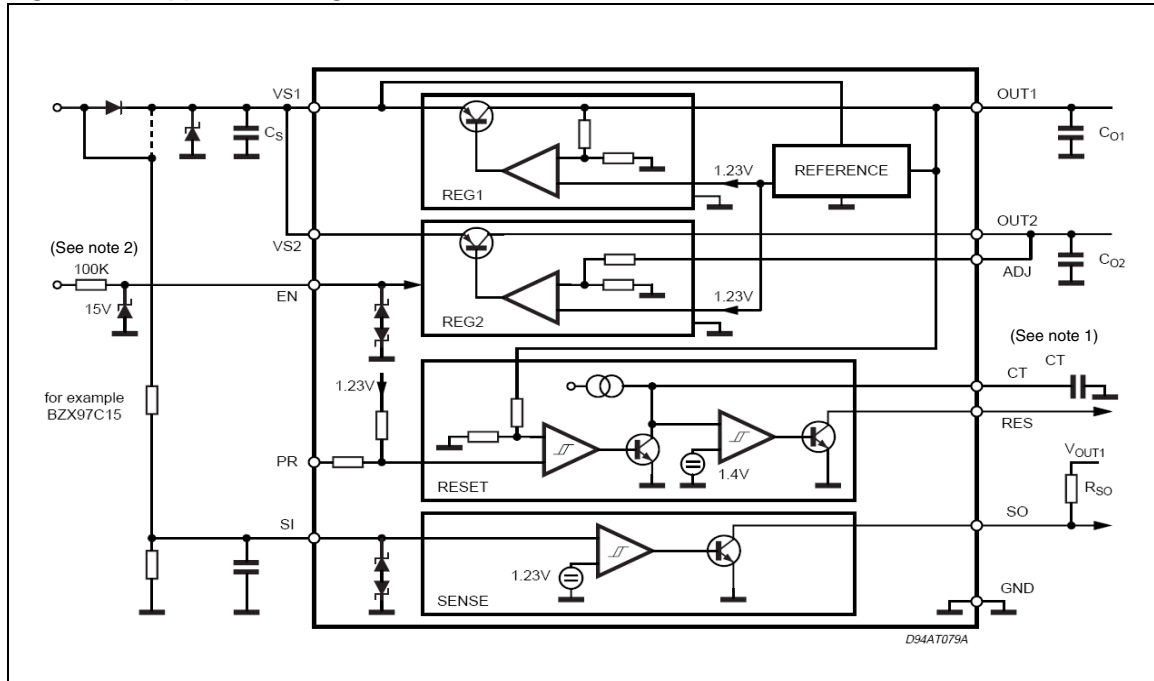 VS1
OUT1
CS
CO1
REG1
1.23V
REFERENCE
(See note 2)
VS2
OUT2
100K
ADJ
CO2
EN
15V
1.23V
REG2
(See note 1)
CT
CT
1.23V
for example
BZX97C15
RES
PR
1.4V
VOUT1
RESET
RSO
SI
SO
1.23V
GND
SENSE
D94AT079A